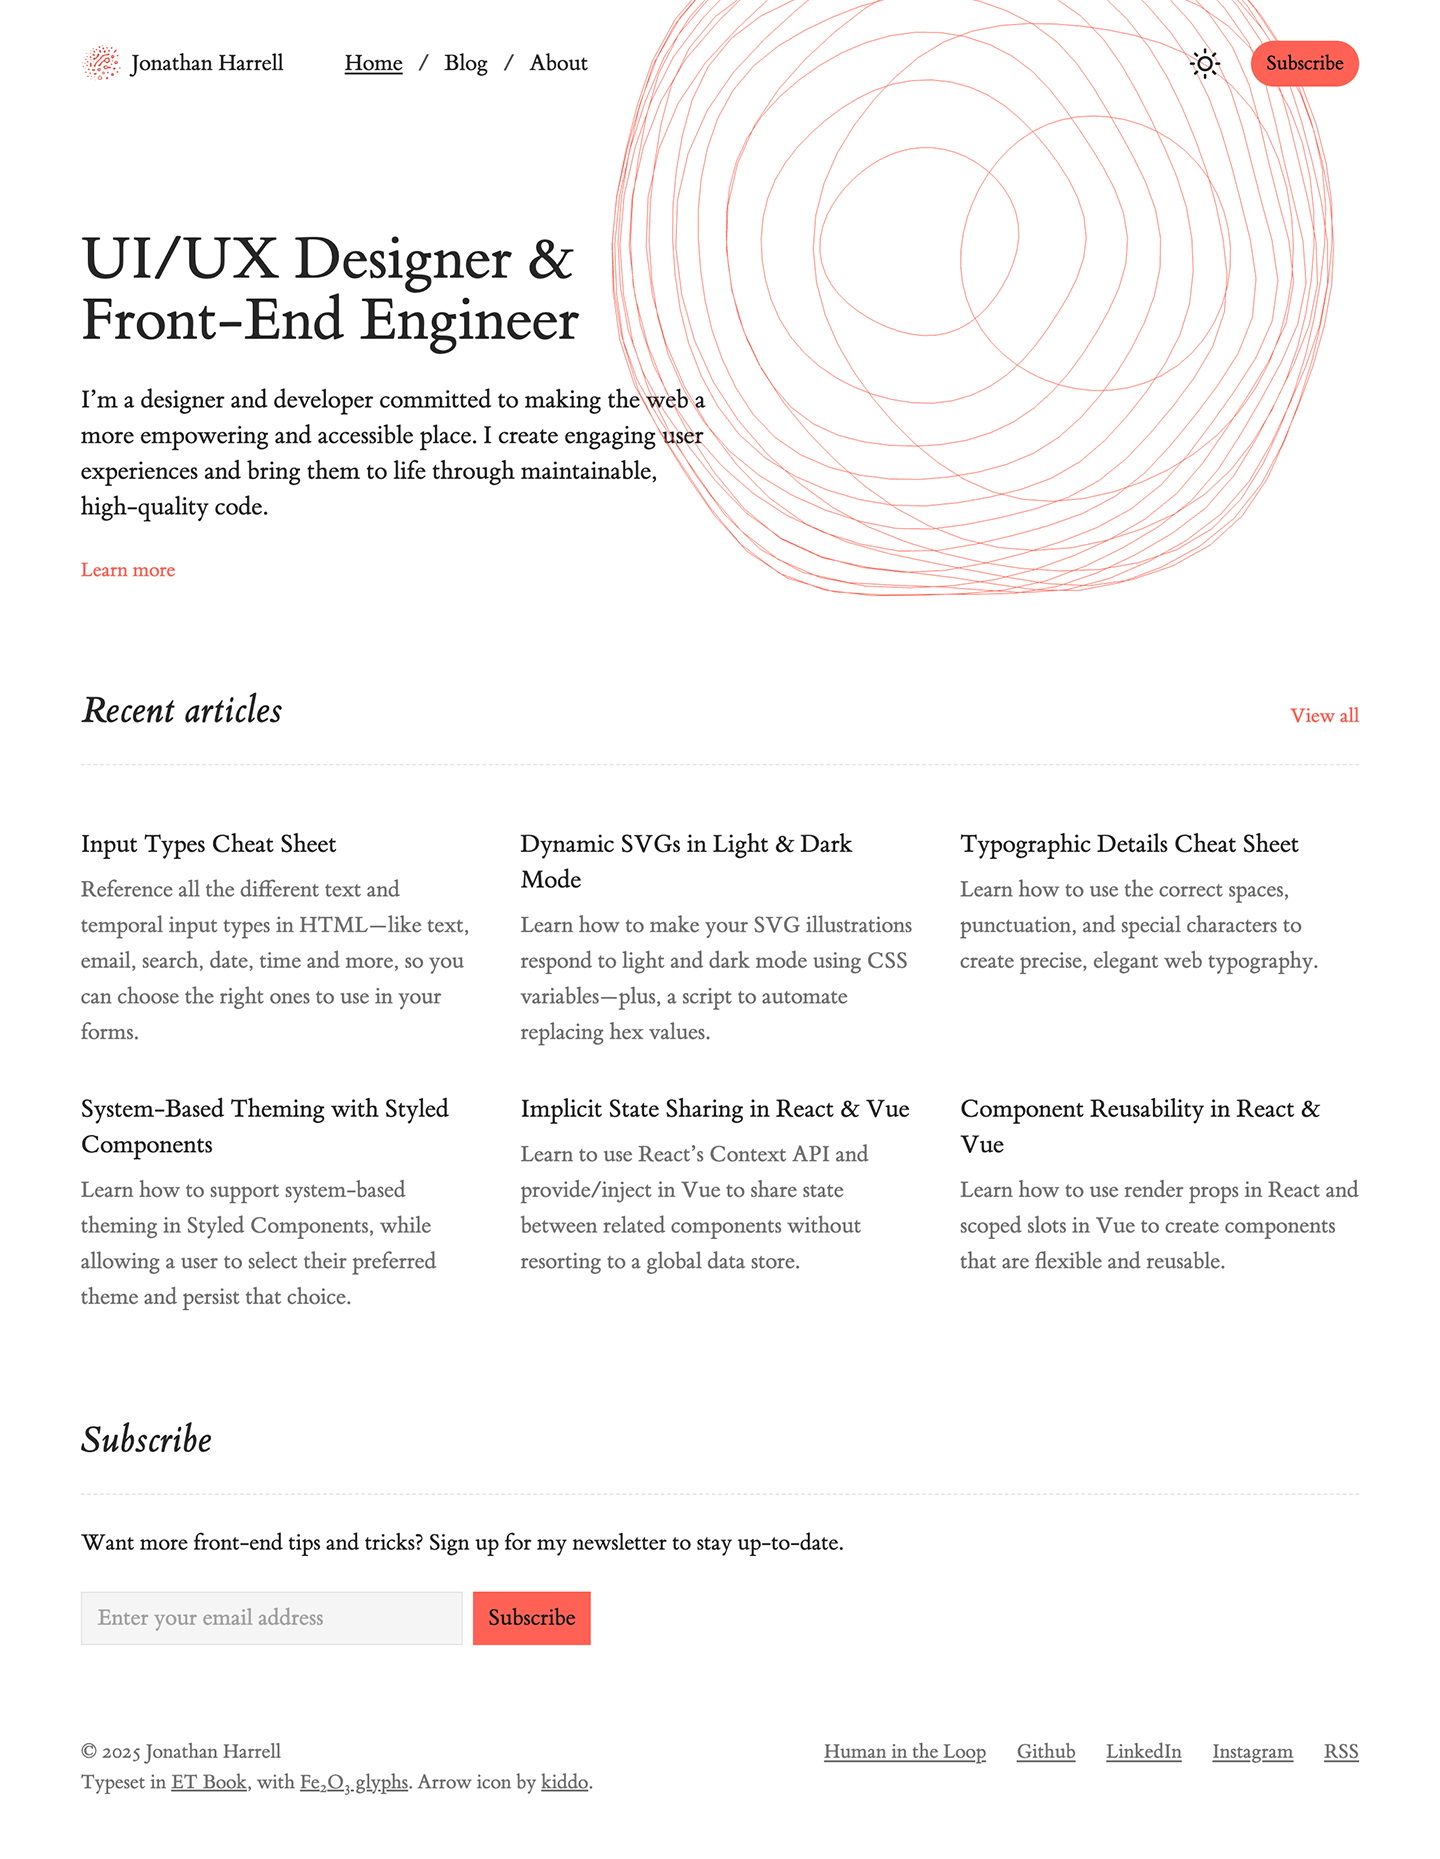 Jonathan Harrell
Home / Blog / About
Subscribe
UI/UX Designer &
Front-End Engineer
I’m a designer and developer committed to making the web a
more empowering and accessible place. I create engaging user
experiences and bring them to life through maintainable,
high-quality code.
Learn more
Recent articles
View all
Input Types Cheat Sheet
Reference all the different text and
temporal input types in HTML—like text,
email, search, date, time and more, so you
can choose the right ones to use in your
forms.
Dynamic SVGs in Light & Dark
Mode
Learn how to make your SVG illustrations
respond to light and dark mode using CSS
variables—plus, a script to automate
replacing hex values.
Typographic Details Cheat Sheet
Learn how to use the correct spaces,
punctuation, and special characters to
create precise, elegant web typography.
System-Based Theming with Styled
Components
Learn how to support system-based
theming in Styled Components, while
allowing a user to select their preferred
theme and persist that choice.
Implicit State Sharing in React & Vue
Learn to use React’s Context API and
provide/inject in Vue to share state
between related components without
resorting to a global data store.
Component Reusability in React &
Vue
Learn how to use render props in React and
scoped slots in Vue to create components
that are flexible and reusable.
Subscribe
Want more front-end tips and tricks? Sign up for my newsletter to stay up-to-date.
Enter your email address
Subscribe
© 2025 Jonathan Harrell
Typeset in ET Book, with Fe₂O₃ glyphs. Arrow icon by kiddo.
Human in the Loop
Github
LinkedIn
Instagram
RSS